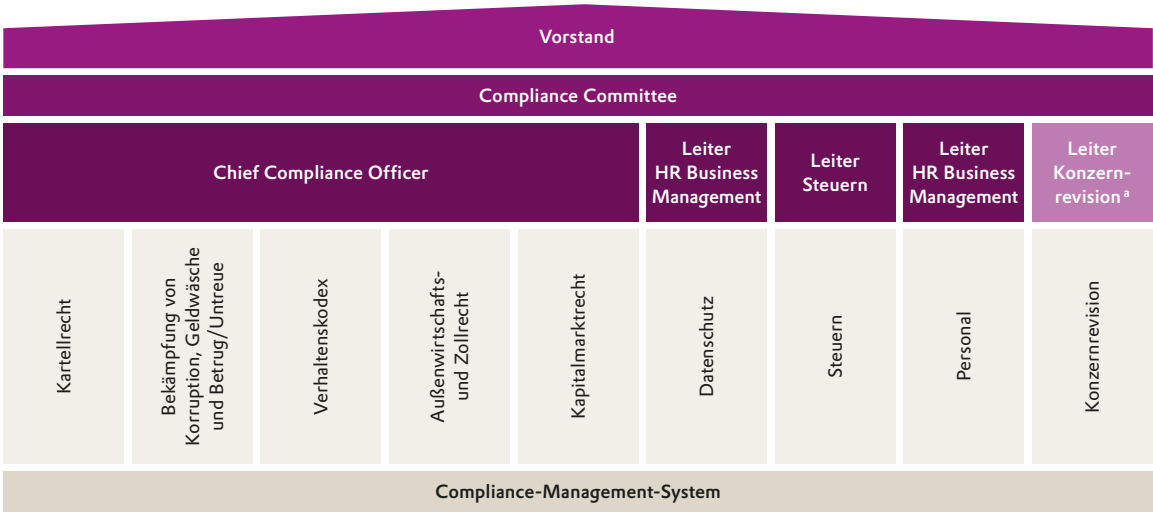 Vorstand
Compliance Committee
Chief Compliance Officer
Leiter
HR Business
Management
Leiter
Steuern
Leiter
HR Business
Management
Leiter
Konzern-
revision a
Kartellrecht
Bekämpfung von
Korruption, Geldwäsche
und Betrug/Untreue
Verhaltenskodex
Außenwirtschafts-
und Zollrecht
Kapitalmarktrecht
Datenschutz
Steuern
Personal
Konzernrevision
Compliance-Management-System